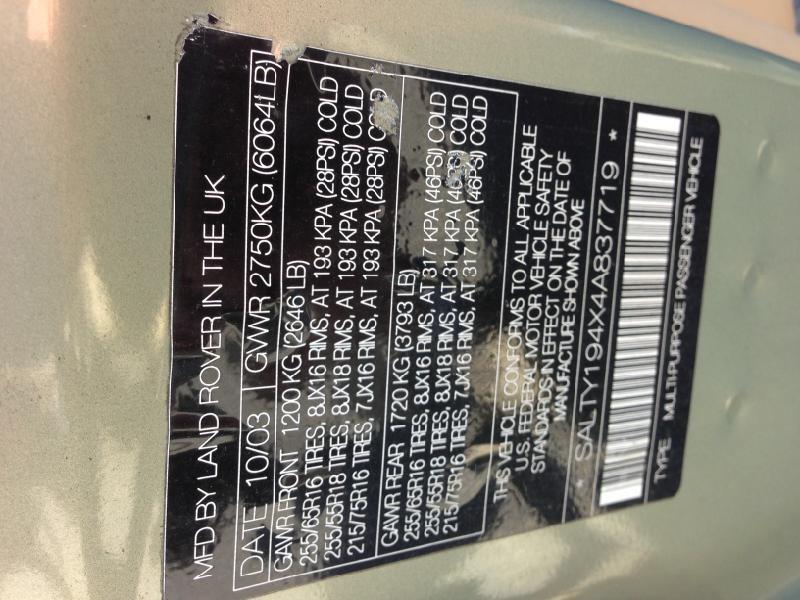 MFD BY LAND ROVER IN THE UK
DATE 10/03 GVWR 2750KG (6064LB)
GAWR FRONT 1200 KG (2646 LB)
255/65R16 TIRES, 8JX16 RIMS, AT 193 KPA (28PSI) COLD
255/55R18 TIRES, 8JX18 RIMS, AT 193 KPA (28PSI) COLD
215/75R16 TIRES, 7JX16 RIMS, AT 193 KPA (28PSI) COLD
GAWR REAR 1720 KG (3793 LB)
255/65R16 TIRES, 8JX16 RIMS, AT 317 KPA (46PSI) COLD
255/55R18 TIRES, 8JX18 RIMS, AT 317 KPA (46PSI) COLD
215/75R16 TIRES, 7JX16 RIMS, AT 317 KPA (46PSI) COLD
THIS VEHICLE CONFORMS TO ALL APPLICABLE
U.S. FEDERAL MOTOR VEHICLE SAFETY
STANDARDS IN EFFECT ON THE DATE OF
MANUFACTURE SHOWN ABOVE
* SALTY194X4A837719 *
TYPE MULTI-PURPOSE PASSENGER VEHICLE